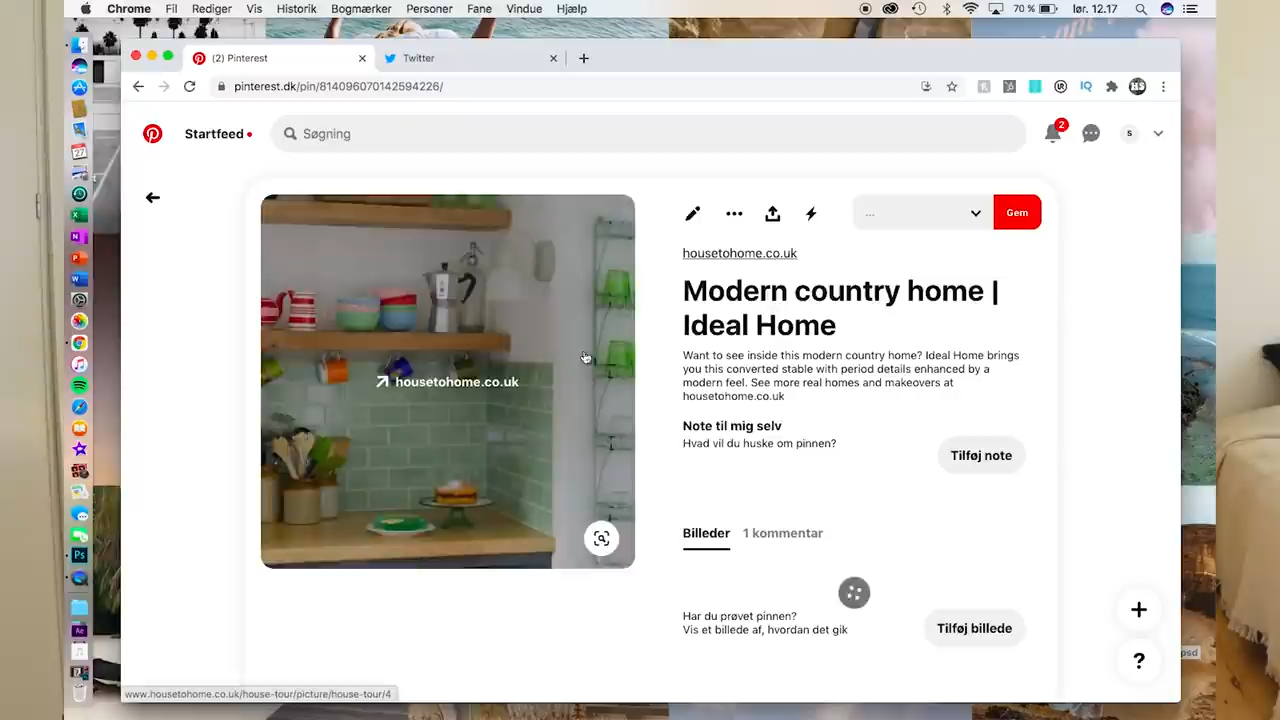 Chrome Fil Rediger Vis Historik Bogmærker Personer Fane Vindue Hjælp 70 % lør. 12.17
(2) Pinterest
Twitter
pinterest.dk/pin/814096070142594226/
IQ
Startfeed
Søgning
2
s
... 
Gem
housetohome.co.uk
Modern country home |
Ideal Home
Want to see inside this modern country home? Ideal Home brings
you this converted stable with period details enhanced by a
modern feel. See more real homes and makeovers at
housetohome.co.uk
housetohome.co.uk
Note til mig selv
Hvad vil du huske om pinnen?
Tilføj note
Billeder 1 kommentar
Har du prøvet pinnen?
Vis et billede af, hvordan det gik
Tilføj billede
+
?
psd
www.housetohome.co.uk/house-tour/picture/house-tour/4
27
Ps
Ae